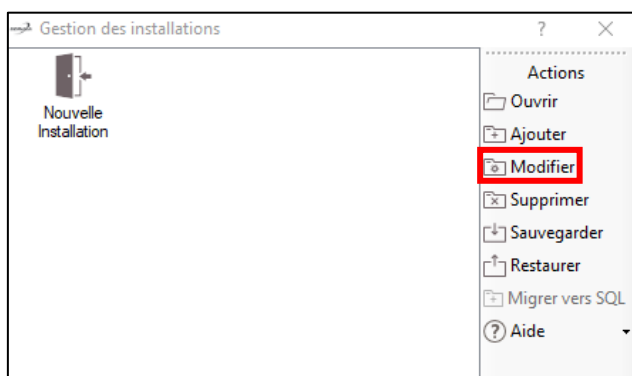 Gestion des installations
?
Nouvelle
Installation
Actions
Ouvrir
Ajouter
Modifier
Supprimer
Sauvegarder
Restaurer
Migrer vers SQL
? Aide